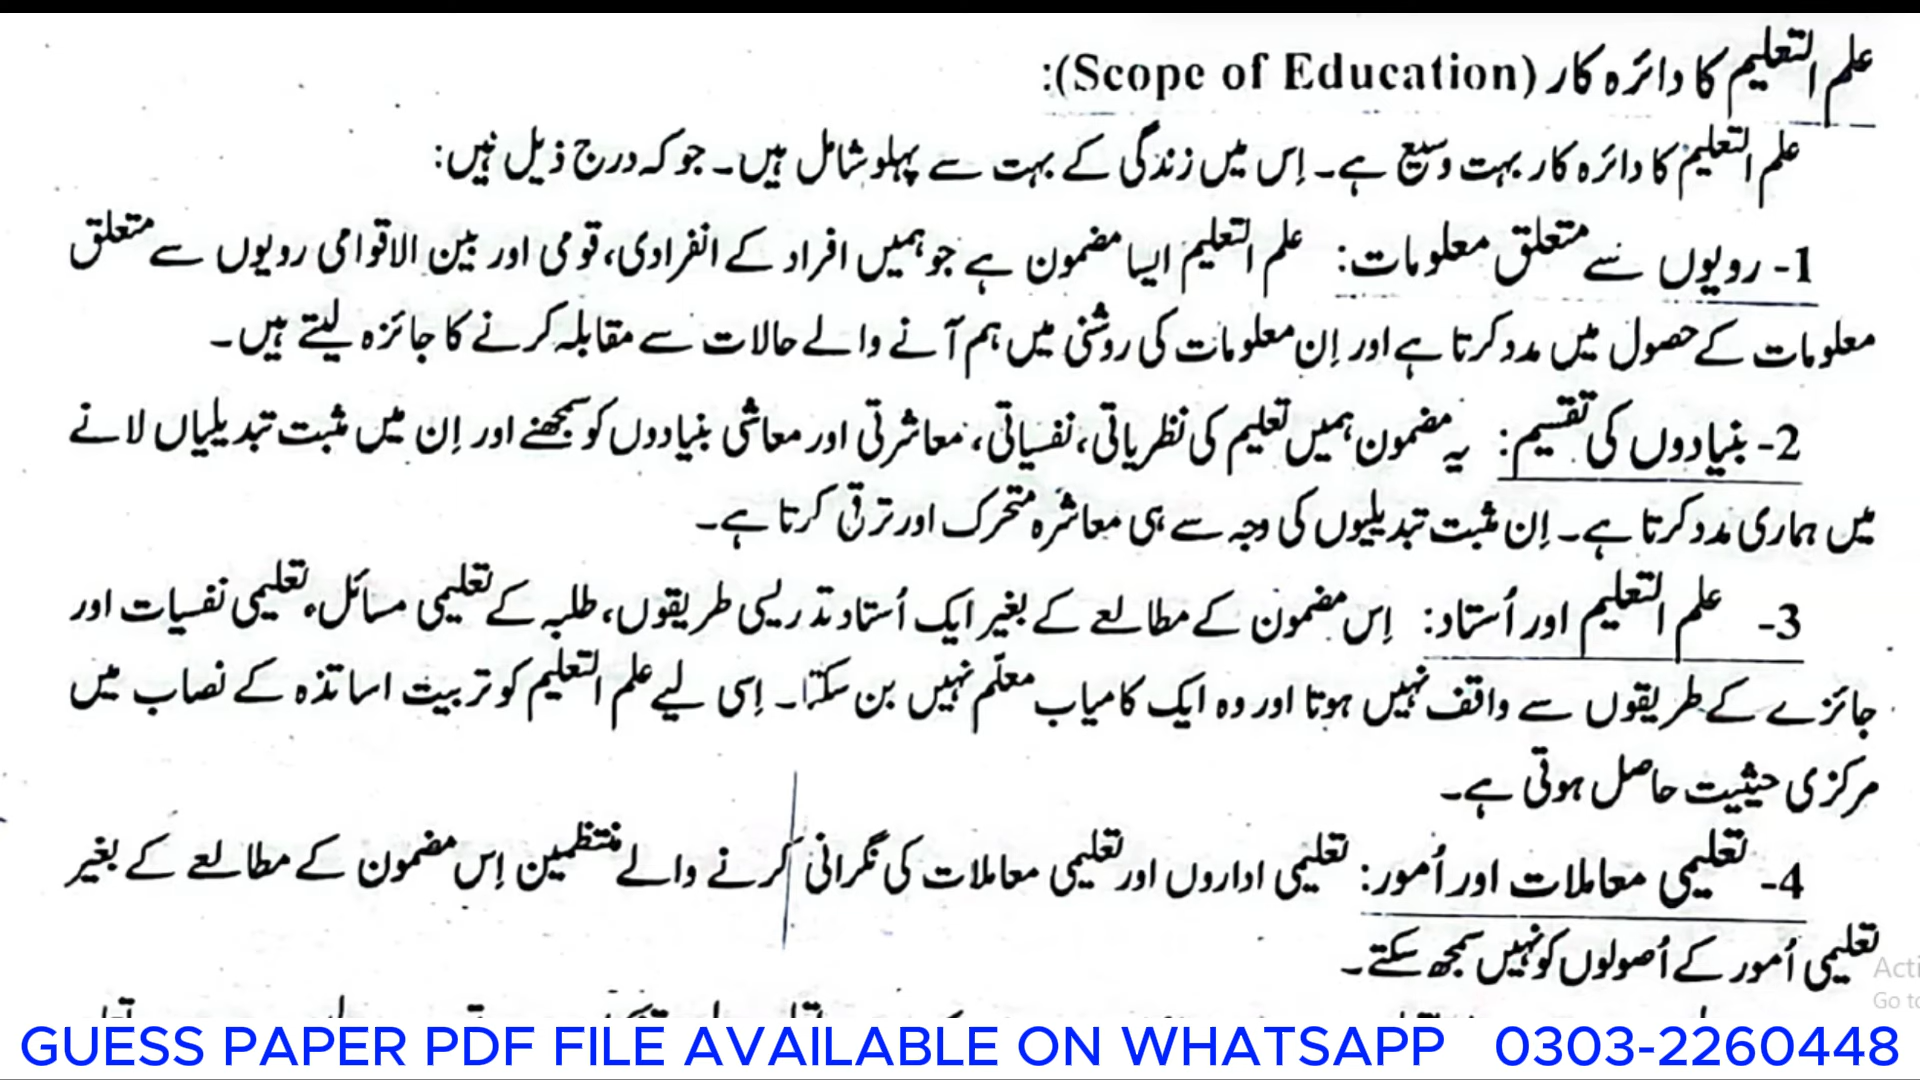 علم التعلیم کا دائرہ کار (Scope of Education):
علم التعلیم کا دائرہ کار بہت وسیع ہے۔ اِس میں زندگی کے بہت سے پہلو شامل ہیں۔ جو کہ درج ذیل ہیں:
1- رویوں سے متعلق معلومات: علم التعلیم ایسا مضمون ہے جو ہمیں افراد کے انفرادی، قومی اور بین الاقوامی رویوں سے متعلق
معلومات کے حصول میں مدد کرتا ہے اور اِن معلومات کی روشنی میں ہم آنے والے حالات سے مقابلہ کرنے کا جائزہ لیتے ہیں۔
2- بنیادوں کی تقسیم: یہ مضمون ہمیں تعلیم کی نظریاتی، نفسیاتی، معاشرتی اور معاشی بنیادوں کو سمجھنے اور اِن میں مثبت تبدیلیاں لانے
میں ہماری مدد کرتا ہے۔ اِن مثبت تبدیلیوں کی وجہ سے ہی معاشرہ متحرک اور ترقی کرتا ہے۔
3- علم التعلیم اور اُستاد: اِس مضمون کے مطالعے کے بغیر ایک اُستاد تدریسی طریقوں، طلبہ کے تعلیمی مسائل، تعلیمی نفسیات اور
جائزے کے طریقوں سے واقف نہیں ہوتا اور وہ ایک کامیاب معلّم نہیں بن سکتا۔ اِسی لیے علم التعلیم کو تربیت اساتذہ کے نصاب میں
مرکزی حیثیت حاصل ہوتی ہے۔
4- تعلیمی معاملات اور اُمور: تعلیمی اداروں اور تعلیمی معاملات کی نگرانی کرنے والے منتظمین اِس مضمون کے مطالعے کے بغیر
تعلیمی اُمور کے اُصولوں کو نہیں سمجھ سکتے۔
GUESS PAPER PDF FILE AVAILABLE ON WHATSAPP 0303-2260448